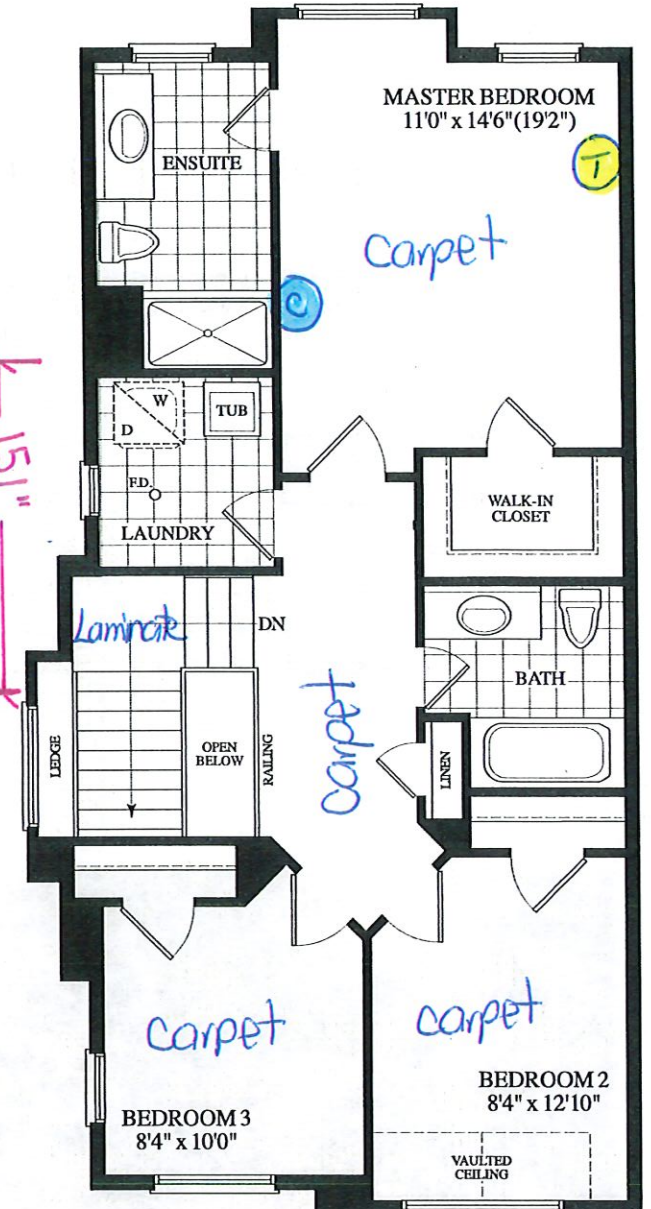 MASTER BEDROOM
11'0" x 14'6"(19'2")
T
ENSUITE
carpet
C
W
D
TUB
F.D.
LAUNDRY
WALK-IN
CLOSET
151"
Laminate
DN
BATH
carpet
LEDGE
OPEN
BELOW
RAILING
LINEN
carpet
carpet
BEDROOM 2
8'4" x 12'10"
BEDROOM 3
8'4" x 10'0"
VAULTED
CEILING